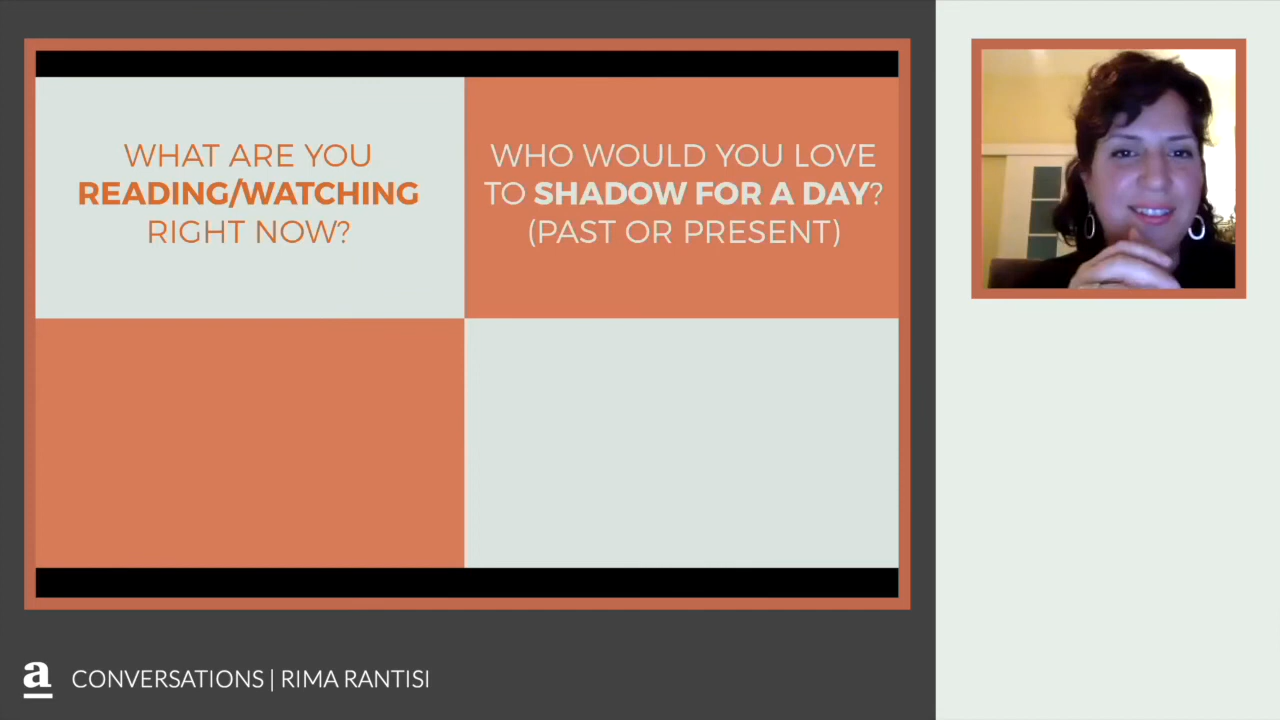 WHAT ARE YOU
READING/WATCHING
RIGHT NOW?
WHO WOULD YOU LOVE
TO SHADOW FOR A DAY?
(PAST OR PRESENT)
a CONVERSATIONS | RIMA RANTISI